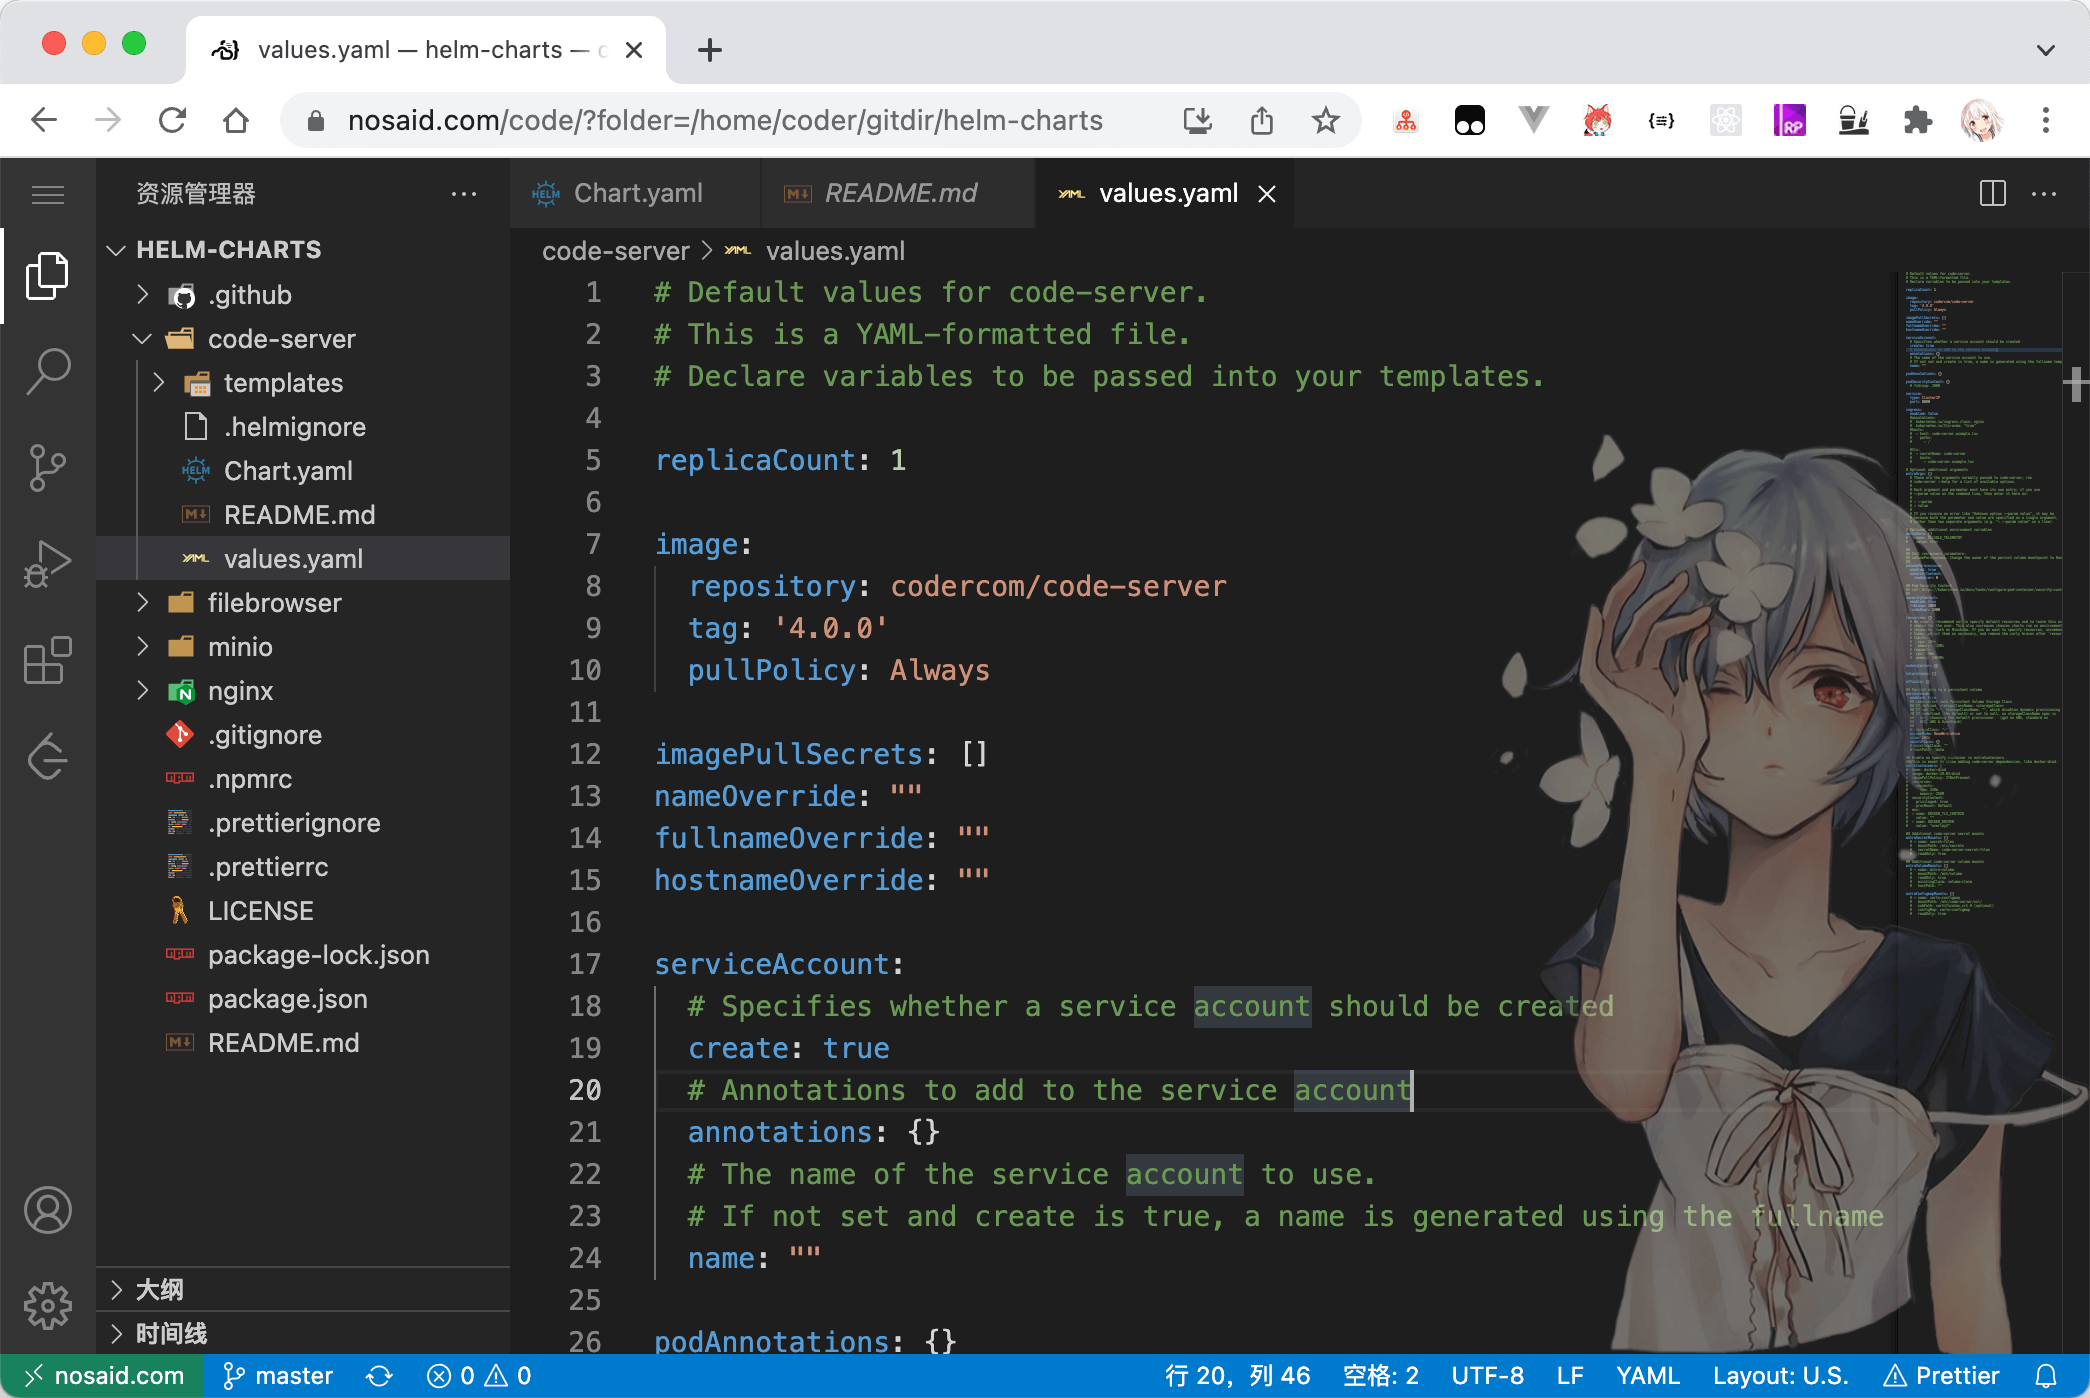 values.yaml — helm-charts — c
nosaid.com/code/?folder=/home/coder/gitdir/helm-charts
资源管理器
HELM-CHARTS
.github
code-server
templates
.helmignore
HELM Chart.yaml
README.md
YAML values.yaml
filebrowser
minio
nginx
.gitignore
.npmrc
.prettierignore
.prettierrc
LICENSE
package-lock.json
package.json
README.md
大纲
时间线
HELM Chart.yaml
README.md
YAML values.yaml
code-server > YAML values.yaml
1 # Default values for code-server.
2 # This is a YAML-formatted file.
3 # Declare variables to be passed into your templates.
4
5 replicaCount: 1
6
7 image:
8 repository: codercom/code-server
9 tag: '4.0.0'
10 pullPolicy: Always
11
12 imagePullSecrets: []
13 nameOverride: ""
14 fullnameOverride: ""
15 hostnameOverride: ""
16
17 serviceAccount:
18 # Specifies whether a service account should be created
19 create: true
20 # Annotations to add to the service account
21 annotations: {}
22 # The name of the service account to use.
23 # If not set and create is true, a name is generated using the fullname
24 name: ""
25
26 podAnnotations: {}
nosaid.com master 0 0 行 20，列 46 空格: 2 UTF-8 LF YAML Layout: U.S. Prettier